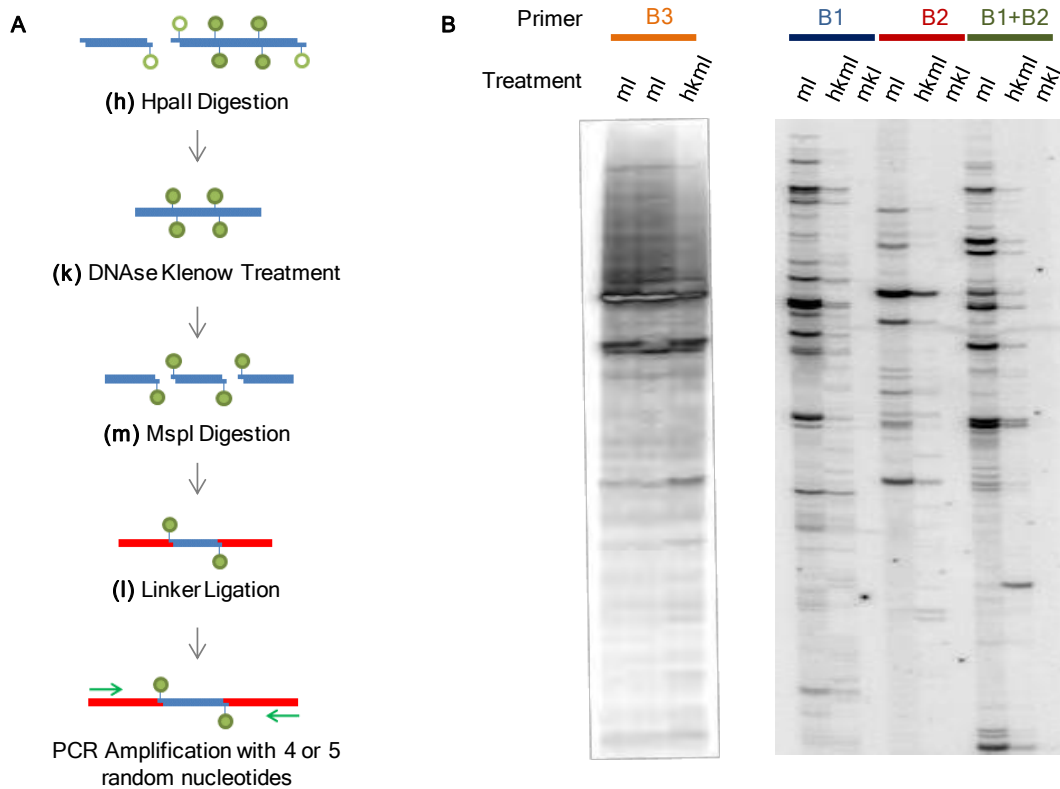 A
(h) HpaII Digestion
(k) DNAse Klenow Treatment
(m) MspI Digestion
(l) Linker Ligation
PCR Amplification with 4 or 5
random nucleotides
B
Primer B3 B1 B2 B1+B2
Treatment ml ml hkml ml hkml mkl ml hkml mkl ml hkml mkl